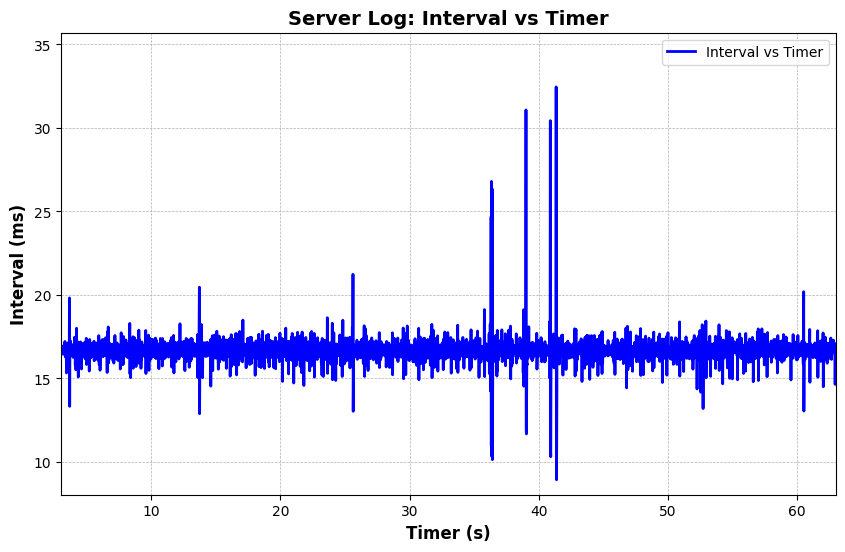 Server Log: Interval vs Timer
Interval vs Timer
35
30
25
20
15
10
Interval (ms)
10 20 30 40 50 60
Timer (s)